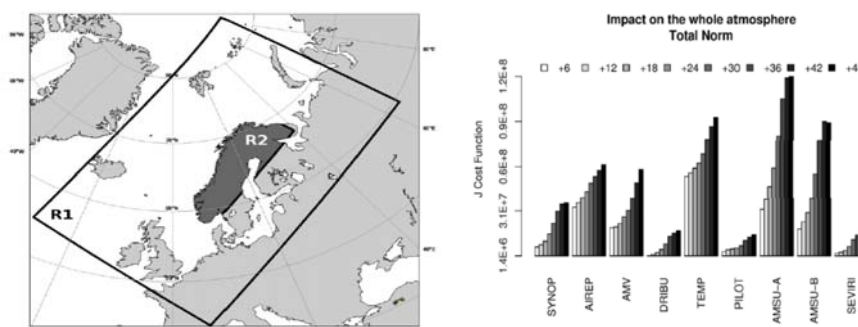 R1
R2
Impact on the whole atmosphere
Total Norm
+6 +12 +18 +24 +30 +36 +42 +4
J Cost Function
1.2E+8
0.9E+8
0.6E+8
3.1E+7
1.4E+6
SYNOP
AIREP
AMV
DRIBU
TEMP
PILOT
AMSU-A
AMSU-B
SEVIRI